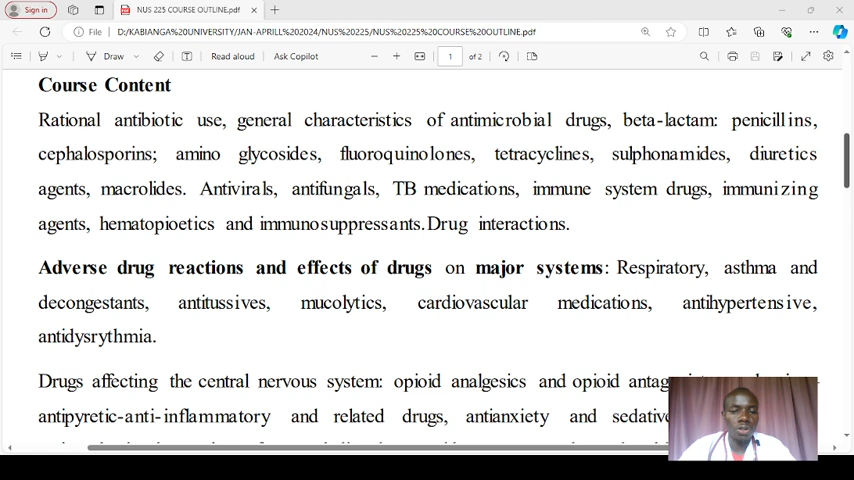 Sign in
NUS 225 COURSE OUTLINE.pdf
File
D:/KABIANGA%20UNIVERSITY/JAN-APRILL%202024/NUS%20225/NUS%20225%20COURSE%20OUTLINE.pdf
Draw
Read aloud
Ask Copilot
1 of 2
Course Content
Rational antibiotic use, general characteristics of antimicrobial drugs, beta-lactam: penicillins,
cephalosporins; amino glycosides, fluoroquinolones, tetracyclines, sulphonamides, diuretics
agents, macrolides. Antivirals, antifungals, TB medications, immune system drugs, immunizing
agents, hematopioetics and immunosuppressants.Drug interactions.
Adverse drug reactions and effects of drugs on major systems: Respiratory, asthma and
decongestants, antitussives, mucolytics, cardiovascular medications, antihypertensive,
antidysrythmia.
Drugs affecting the central nervous system: opioid analgesics and opioid
antipyretic-anti-inflammatory and related drugs, antianxiety and